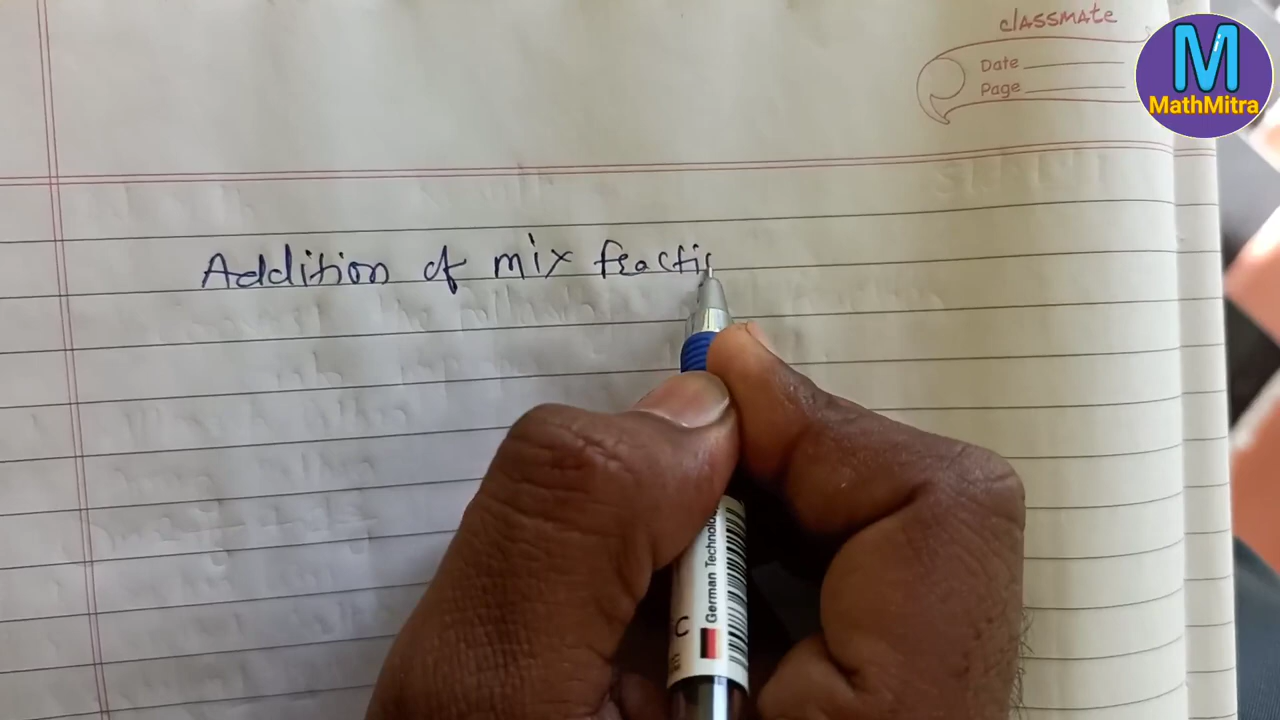 classmate
Date
Page
M
MathMitra
Addition of mix fractio
German Technolo